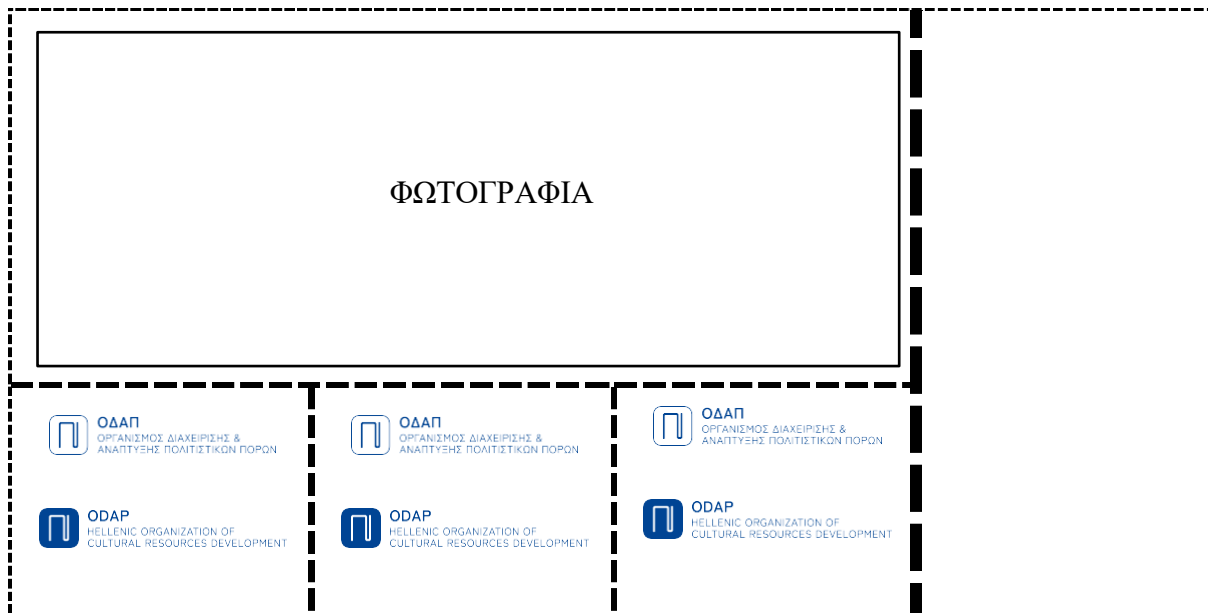 ΦΩΤΟΓΡΑΦΙΑ
ΟΔΑΠ
ΟΡΓΑΝΙΣΜΟΣ ΔΙΑΧΕΙΡΙΣΗΣ &
ΑΝΑΠΤΥΞΗΣ ΠΟΛΙΤΙΣΤΙΚΩΝ ΠΟΡΩΝ
ODAP
HELLENIC ORGANIZATION OF
CULTURAL RESOURCES DEVELOPMENT
ΟΔΑΠ
ΟΡΓΑΝΙΣΜΟΣ ΔΙΑΧΕΙΡΙΣΗΣ &
ΑΝΑΠΤΥΞΗΣ ΠΟΛΙΤΙΣΤΙΚΩΝ ΠΟΡΩΝ
ODAP
HELLENIC ORGANIZATION OF
CULTURAL RESOURCES DEVELOPMENT
ΟΔΑΠ
ΟΡΓΑΝΙΣΜΟΣ ΔΙΑΧΕΙΡΙΣΗΣ &
ΑΝΑΠΤΥΞΗΣ ΠΟΛΙΤΙΣΤΙΚΩΝ ΠΟΡΩΝ
ODAP
HELLENIC ORGANIZATION OF
CULTURAL RESOURCES DEVELOPMENT